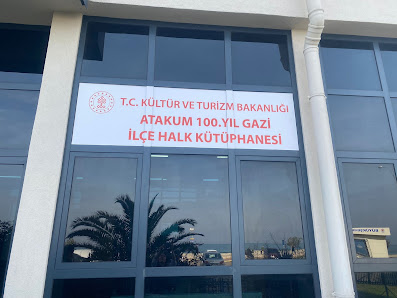 T.C. KÜLTÜR VE TURİZM BAKANLIĞI
ATAKUM 100.YIL GAZİ
İLÇE HALK KÜTÜPHANESİ